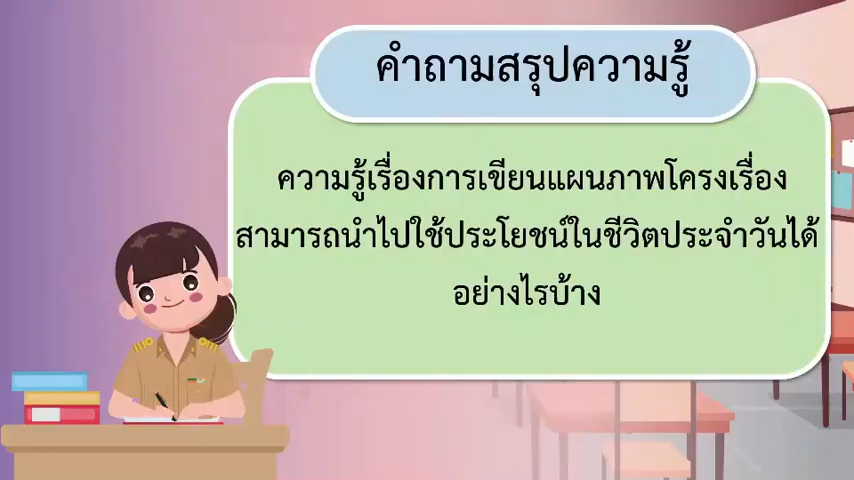 คำถามสรุปความรู้
ความรู้เรื่องการเขียนแผนภาพโครงเรื่อง
สามารถนำไปใช้ประโยชน์ในชีวิตประจำวันได้
อย่างไรบ้าง